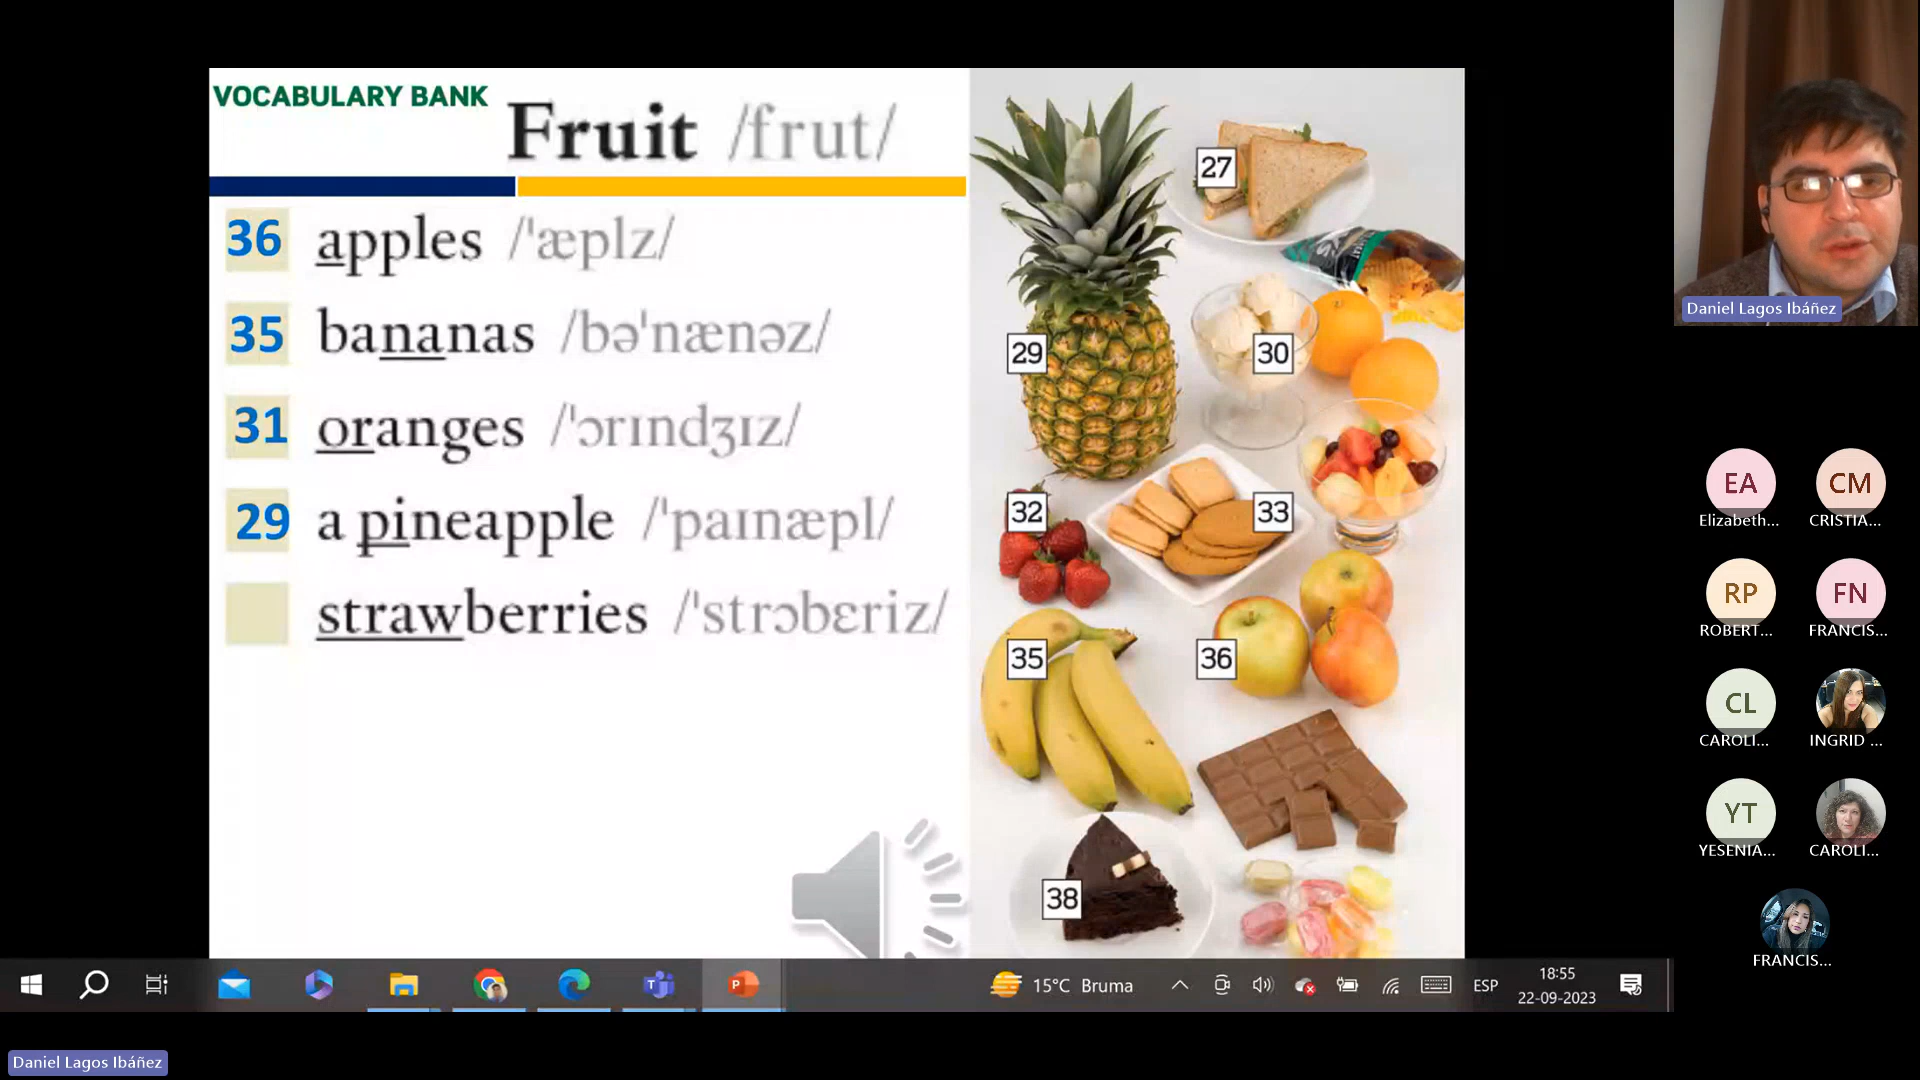 VOCABULARY BANK
Fruit /frut/
36 apples /ˈæplz/
35 bananas /bəˈnænəz/
31 oranges /ˈɔrɪndʒɪz/
29 a pineapple /ˈpaɪnæpl/
strawberries /ˈstrɔbɛriz/
27
29
30
32
33
35
36
38
Daniel Lagos Ibáñez
EA
Elizabeth...
CM
CRISTIA...
RP
ROBERT...
FN
FRANCIS...
CL
CAROLI...
INGRID ...
YT
YESENIA...
CAROLI...
FRANCIS...
15°C Bruma
ESP
18:55
22-09-2023
Daniel Lagos Ibáñez